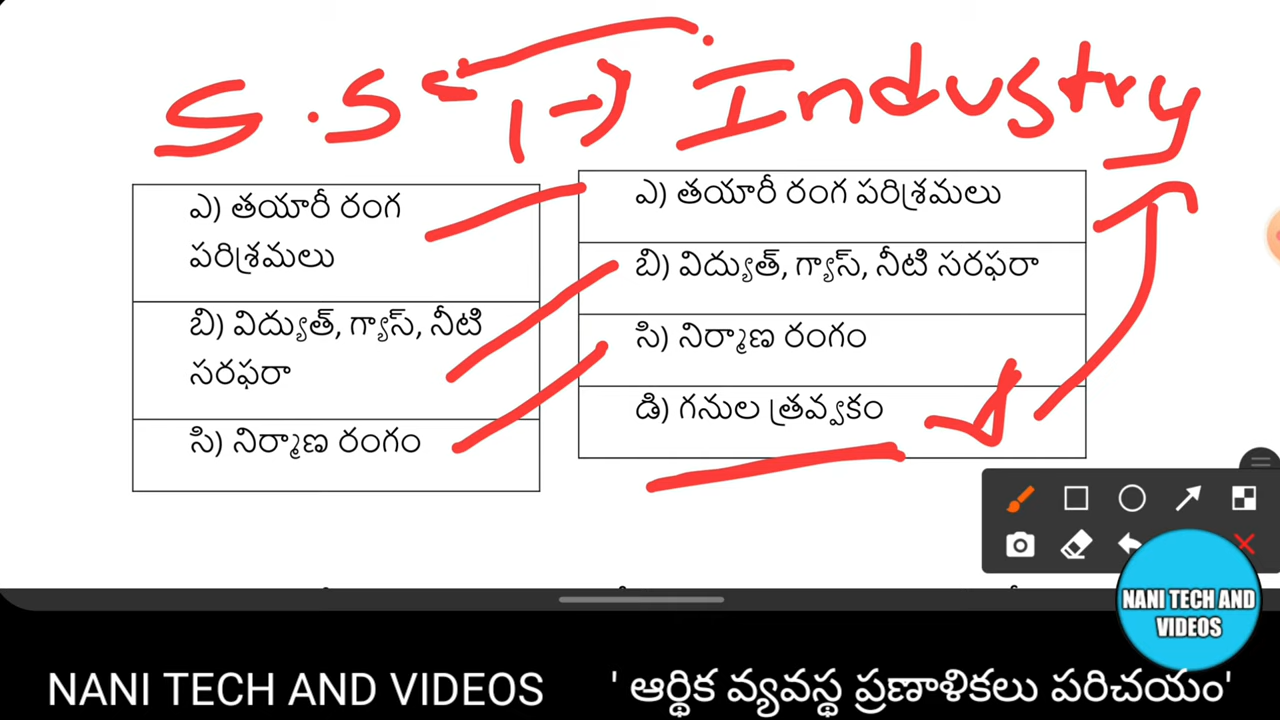 S.S
1-) Industry
ఎ) తయారీ రంగ
పరిశ్రమలు
బి) విద్యుత్, గ్యాస్, నీటి
సరఫరా
సి) నిర్మాణ రంగం
ఎ) తయారీ రంగ పరిశ్రమలు
బి) విద్యుత్, గ్యాస్, నీటి సరఫరా
సి) నిర్మాణ రంగం
డి) గనుల త్రవ్వకం
NANI TECH AND
VIDEOS
NANI TECH AND VIDEOS ' ఆర్థిక వ్యవస్థ ప్రణాళికలు పరిచయం'